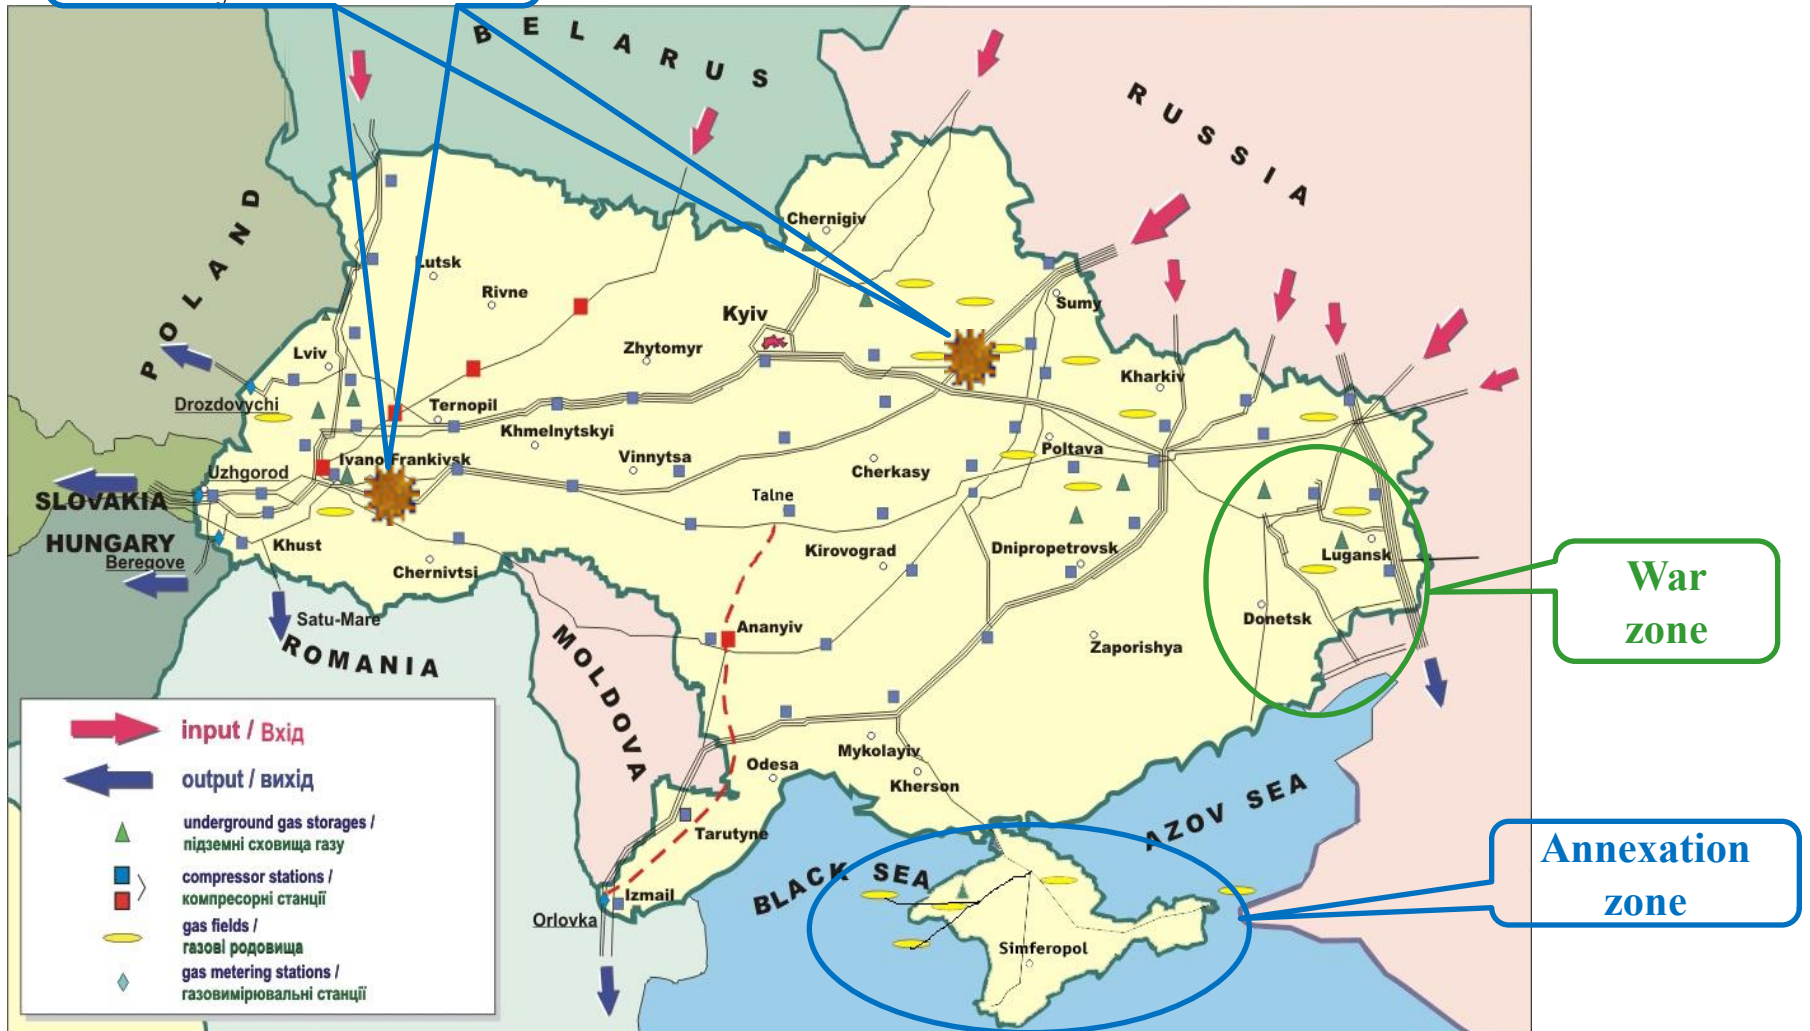 BELARUS
RUSSIA
POLAND
Chernigiv
Lutsk
Rivne
Kyiv
Sumy
Lviv
Zhytomyr
Kharkiv
Drozdovychi
Ternopil
Khmelnytskyi
Poltava
Ivano-Frankivsk
Vinnytsa
Cherkasy
Uzhgorod
SLOVAKIA
Talne
HUNGARY
Khust
Beregove
Chernivtsi
Kirovograd
Dnipropetrovsk
Lugansk
War
zone
Satu-Mare
ROMANIA
MOLDOVA
Ananyiv
Zaporishya
Donetsk
input / Вхід
output / вихід
underground gas storages /
підземні сховища газу
compressor stations /
компресорні станції
gas fields /
газові родовища
gas metering stations /
газовимірювальні станції
Mykolayiv
Odesa
Kherson
Tarutyne
Izmail
Orlovka
BLACK SEA
AZOV SEA
Simferopol
Annexation
zone